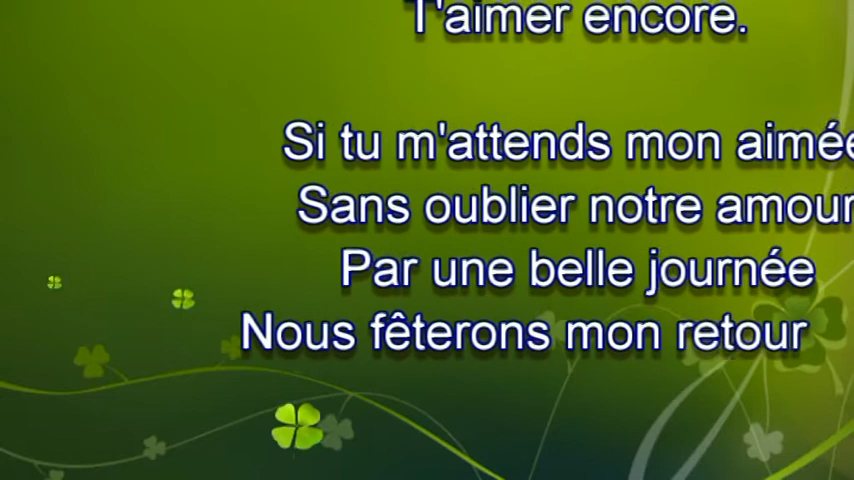 T'aimer encore.
Si tu m'attends mon aimée
Sans oublier notre amour
Par une belle journée
Nous fêterons mon retour